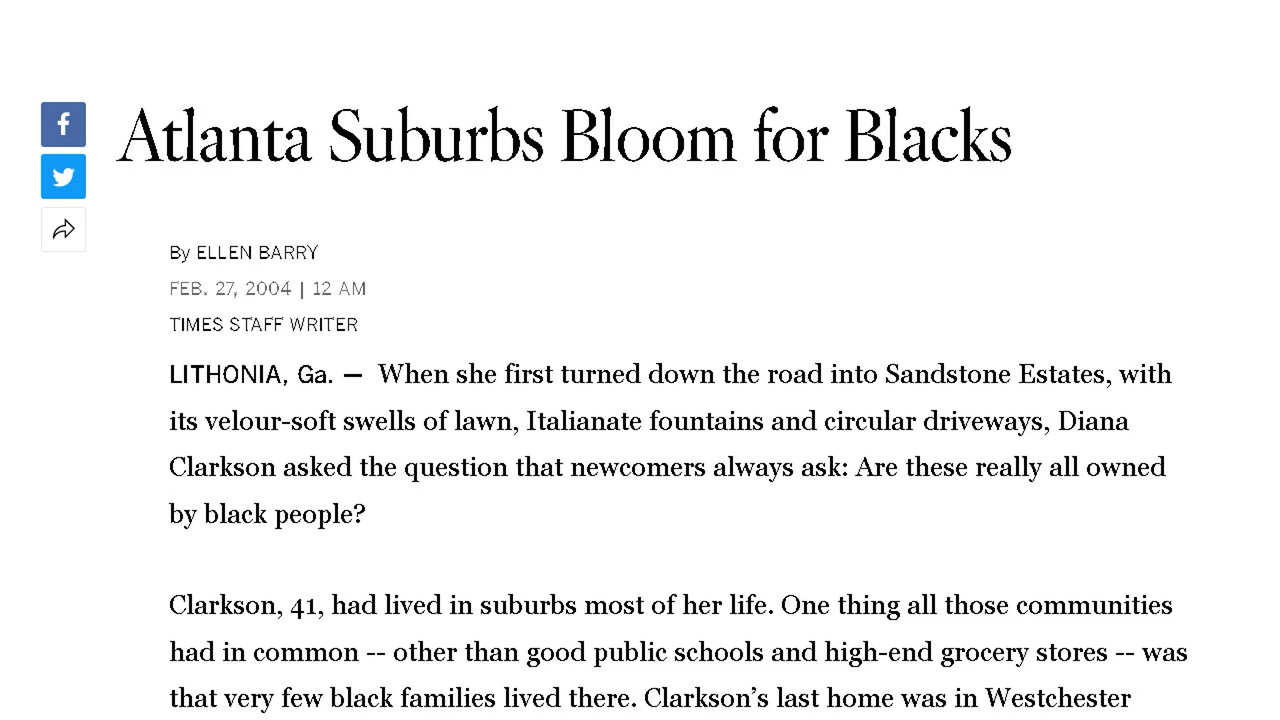 Atlanta Suburbs Bloom for Blacks
By ELLEN BARRY
FEB. 27, 2004 | 12 AM
TIMES STAFF WRITER
LITHONIA, Ga. — When she first turned down the road into Sandstone Estates, with
its velour-soft swells of lawn, Italianate fountains and circular driveways, Diana
Clarkson asked the question that newcomers always ask: Are these really all owned
by black people?
Clarkson, 41, had lived in suburbs most of her life. One thing all those communities
had in common -- other than good public schools and high-end grocery stores -- was
that very few black families lived there. Clarkson’s last home was in Westchester